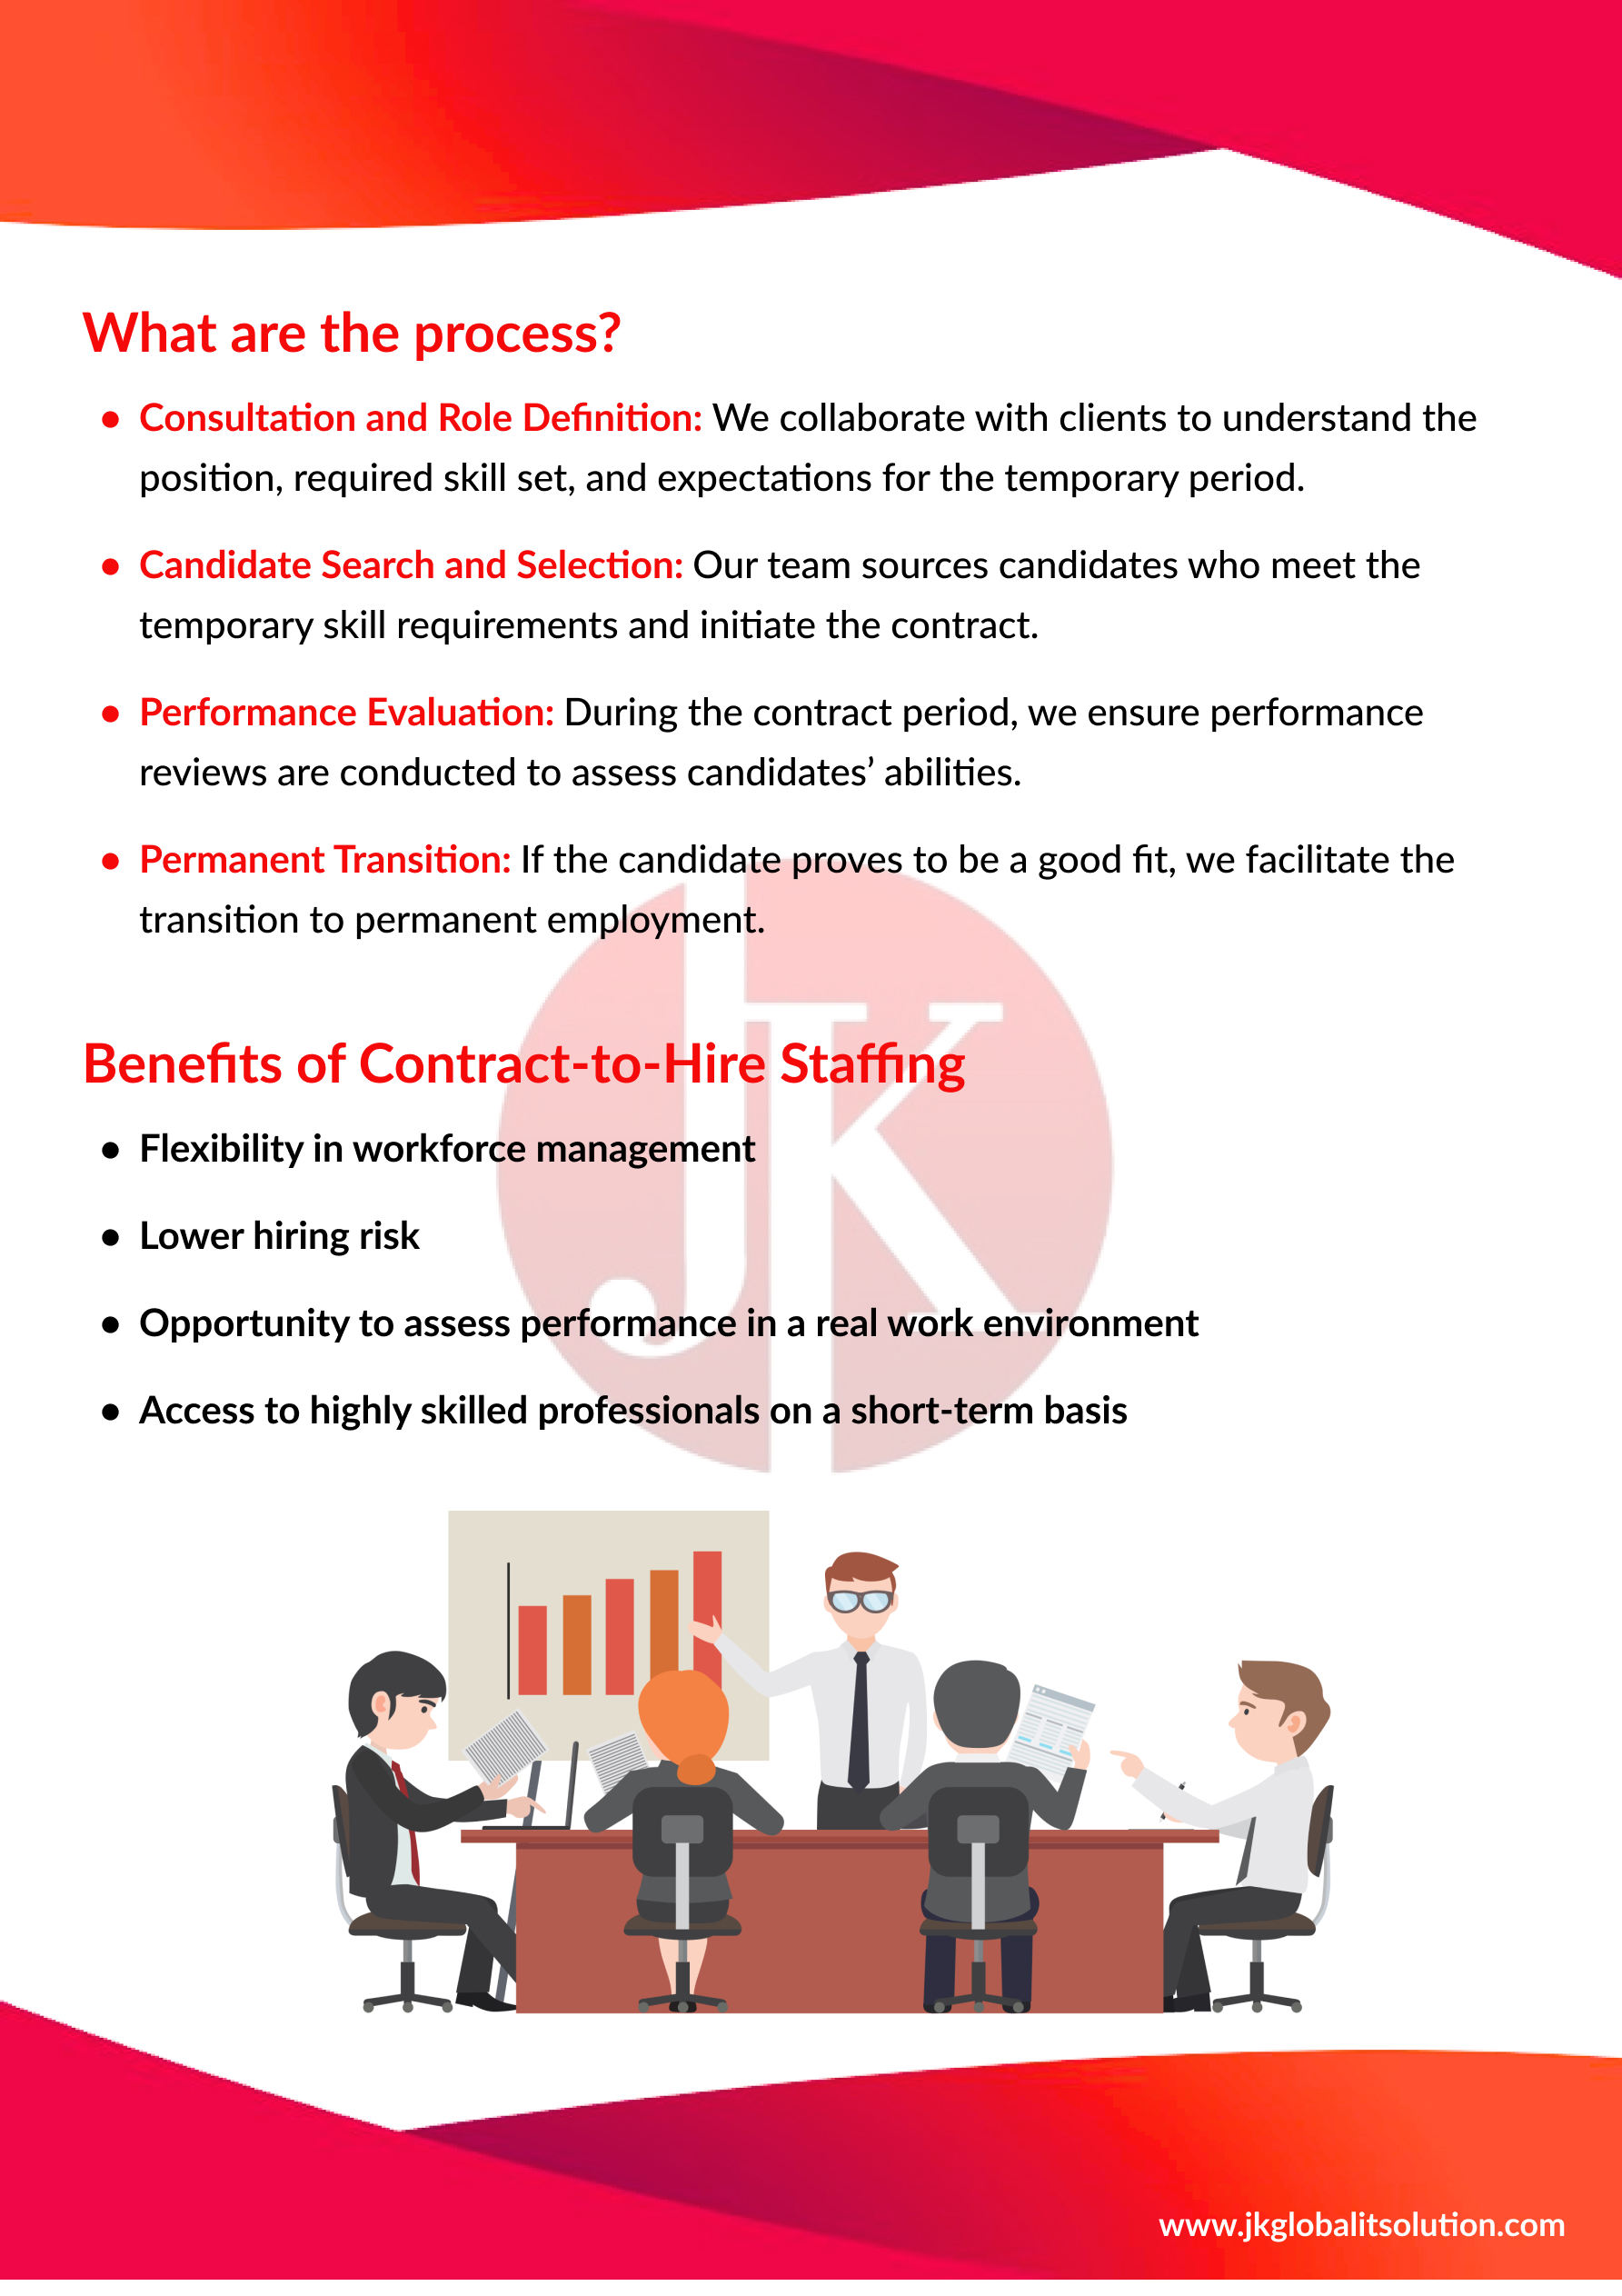 What are the process?
• Consultation and Role Definition: We collaborate with clients to understand the
position, required skill set, and expectations for the temporary period.
• Candidate Search and Selection: Our team sources candidates who meet the
temporary skill requirements and initiate the contract.
• Performance Evaluation: During the contract period, we ensure performance
reviews are conducted to assess candidates’ abilities.
• Permanent Transition: If the candidate proves to be a good fit, we facilitate the
transition to permanent employment.
JK
Benefits of Contract-to-Hire Staffing
• Flexibility in workforce management
• Lower hiring risk
• Opportunity to assess performance in a real work environment
• Access to highly skilled professionals on a short-term basis
www.jkglobalitsolution.com